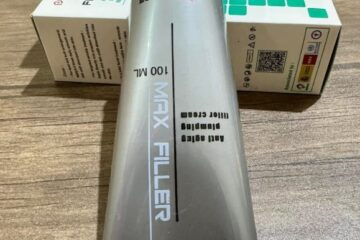 100 ML.
MAX FILLER
Anti aging
plumping
filler cream